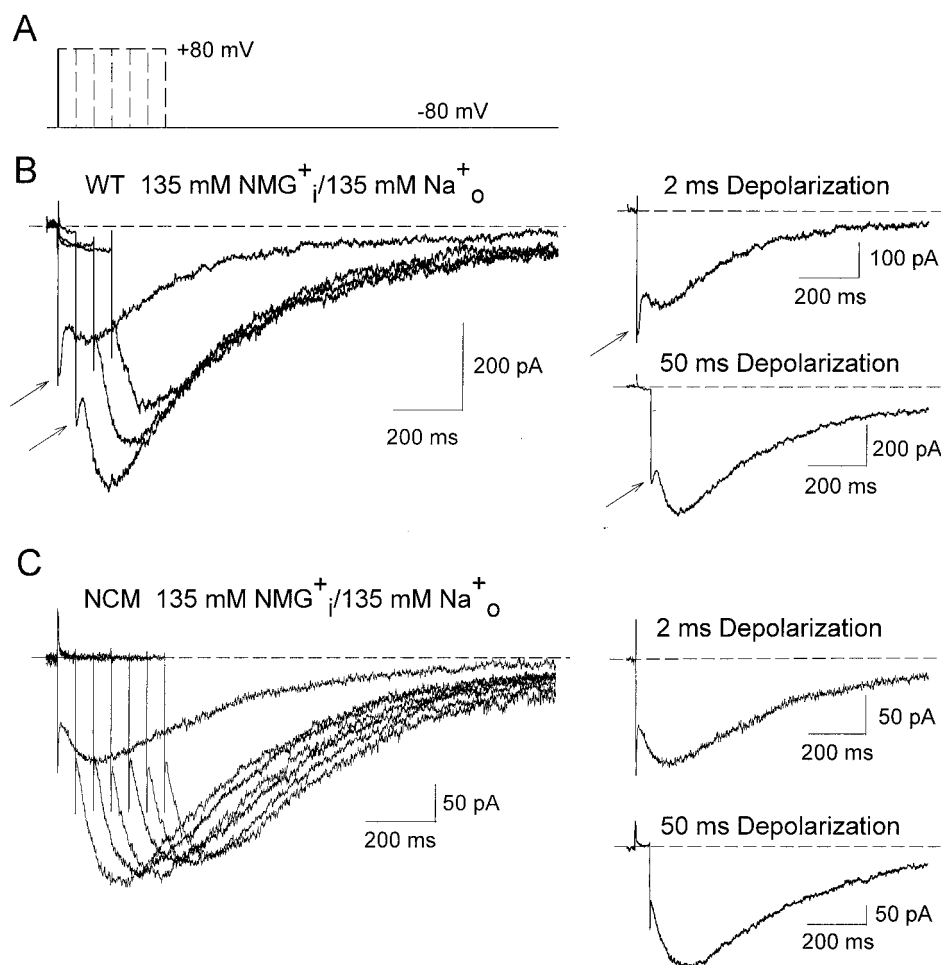 A
+80 mV
-80 mV
B
WT 135 mM NMG⁺ᵢ/135 mM Na⁺ₒ
200 pA
200 ms
2 ms Depolarization
100 pA
200 ms
50 ms Depolarization
200 pA
200 ms
C
NCM 135 mM NMG⁺ᵢ/135 mM Na⁺ₒ
50 pA
200 ms
2 ms Depolarization
50 pA
200 ms
50 ms Depolarization
50 pA
200 ms